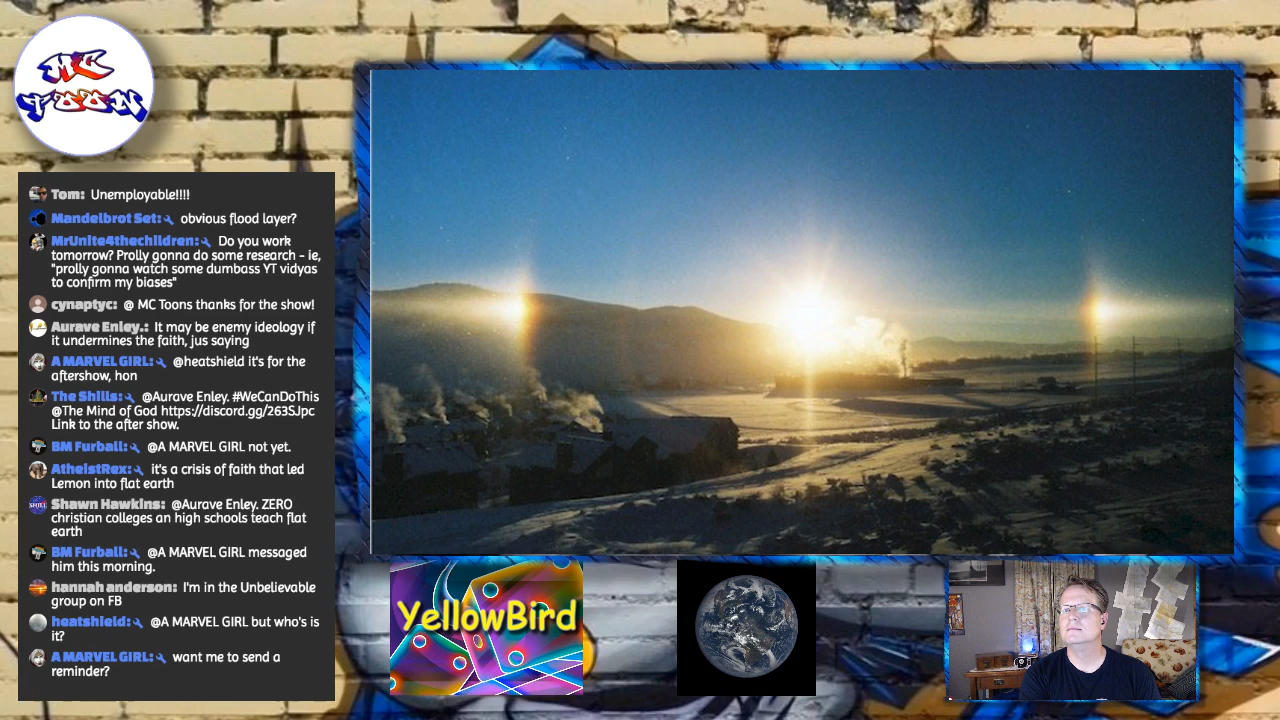 MC
TOON
Tom: Unemployable!!!!
Mandelbrot Set: obvious flood layer?
MrUnite4thechildren: Do you work
tomorrow? Prolly gonna do some research - ie,
"prolly gonna watch some dumbass YT vidyas
to confirm my biases"
cynaptyc: @ MC Toons thanks for the show!
Aurave Enley.: It may be enemy ideology if
it undermines the faith, jus saying
A MARVEL GIRL: @heatshield it's for the
aftershow, hon
The Shills: @Aurave Enley. #WeCanDoThis
@The Mind of God https://discord.gg/263SJpc
Link to the after show.
BM Furball: @A MARVEL GIRL not yet.
AtheistRex: it's a crisis of faith that led
Lemon into flat earth
Shawn Hawkins: @Aurave Enley. ZERO
christian colleges an high schools teach flat
earth
BM Furball: @A MARVEL GIRL messaged
him this morning.
hannah anderson: I'm in the Unbelievable
group on FB
heatshield: @A MARVEL GIRL but who's is
it?
A MARVEL GIRL: want me to send a
reminder?
YellowBird